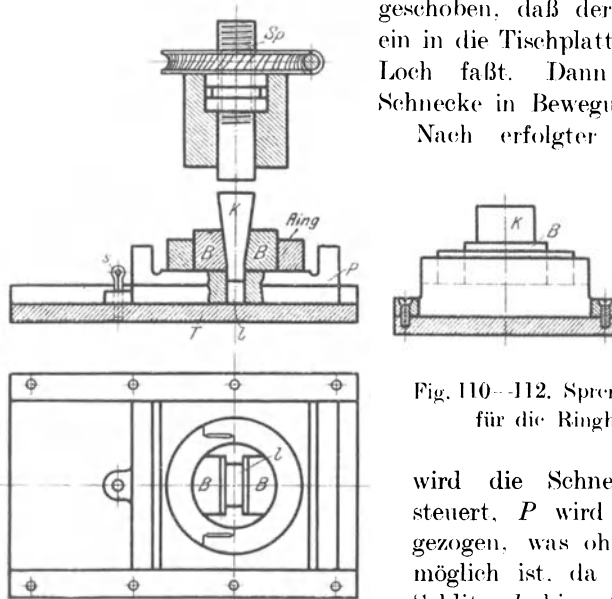 geschoben, daß der
ein in die Tischplatt
Loch faßt. Dann
Schnecke in Bewegu
Nach erfolgter
Sp
K
Ring
B
B
s
P
T
l
K
B
l
B
B
Fig. 110--112. Spren
für die Ringh
wird die Schne
steuert, P wird
gezogen, was oh
möglich ist, da